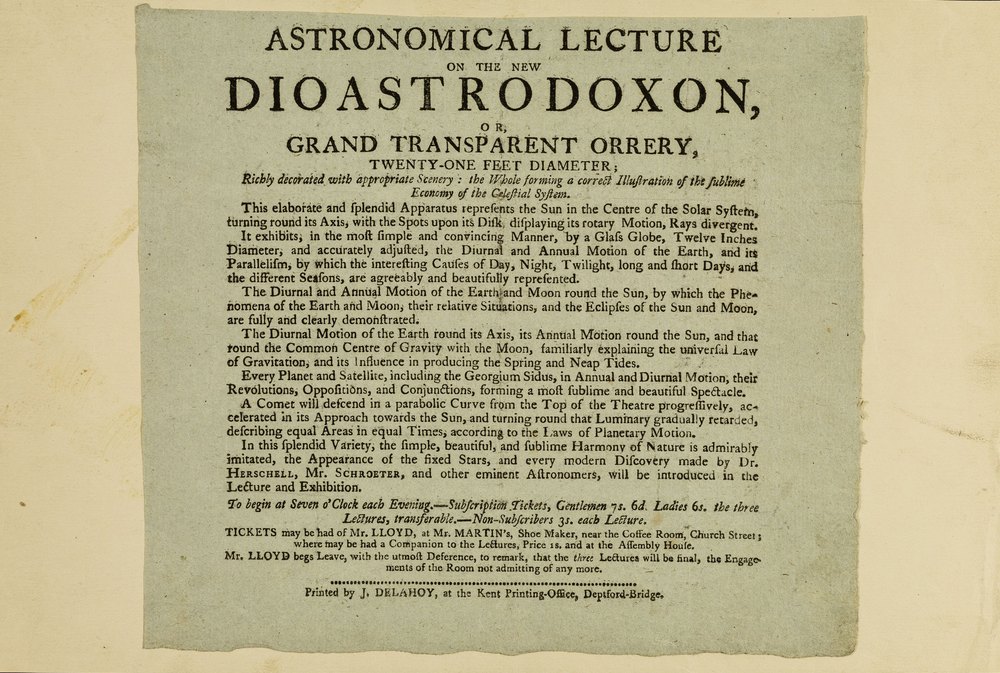 ASTRONOMICAL LECTURE
ON THE NEW
DIOASTRODOXON,
OR,
GRAND TRANSPARENT ORRERY,
TWENTY-ONE FEET DIAMETER;
Richly decorated with appropriate Scenery: the Whole forming a correct Illuſtration of the ſublime
Economy of the Celeſtial Syſtem.
This elaborate and ſplendid Apparatus repreſents the Sun in the Centre of the Solar Syſtem,
turning round its Axis, with the Spots upon its Diſk, diſplaying its rotary Motion, Rays divergent.
It exhibits, in the moſt ſimple and convincing Manner, by a Glaſs Globe, Twelve Inches
Diameter, and accurately adjuſted, the Diurnal and Annual Motion of the Earth, and its
Paralleliſm, by which the intereſting Cauſes of Day, Night, Twilight, long and ſhort Days, and
the different Seaſons, are agreeably and beautifully repreſented.
The Diurnal and Annual Motion of the Earth and Moon round the Sun, by which the Phe-
nomena of the Earth and Moon, their relative Situations, and the Eclipſes of the Sun and Moon,
are fully and clearly demonſtrated.
The Diurnal Motion of the Earth round its Axis, its Annual Motion round the Sun, and that
round the Common Centre of Gravity with the Moon, familiarly explaining the univerſal Law
of Gravitation, and its Influence in producing the Spring and Neap Tides.
Every Planet and Satellite, including the Georgium Sidus, in Annual and Diurnal Motion, their
Revolutions, Oppoſitions, and Conjunctions, forming a moſt ſublime and beautiful Spectacle.
A Comet will deſcend in a parabolic Curve from the Top of the Theatre progreſſively, ac-
celerated in its Approach towards the Sun, and turning round that Luminary gradually retarded,
deſcribing equal Areas in equal Times, according to the Laws of Planetary Motion.
In this ſplendid Variety, the ſimple, beautiful, and ſublime Harmony of Nature is admirably
imitated, the Appearance of the fixed Stars, and every modern Diſcovery made by Dr.
HERSCHELL, Mr. SCHROETER, and other eminent Aſtronomers, will be introduced in the
Lecture and Exhibition.
To begin at Seven o'Clock each Evening.—Subſcription Tickets, Gentlemen 7s. 6d. Ladies 6s. the three
Lectures, transferable.—Non-Subſcribers 3s. each Lecture.
TICKETS may be had of Mr. LLOYD, at Mr. MARTIN's, Shoe Maker, near the Coffee Room, Church Street;
where may be had a Companion to the Lectures, Price 1s. and at the Aſſembly Houſe.
Mr. LLOYD begs Leave, with the utmoſt Deference, to remark, that the three Lectures will be final, the Engage-
ments of the Room not admitting of any more.
Printed by J. DELAHOY, at the Kent Printing-Office, Deptford-Bridge.